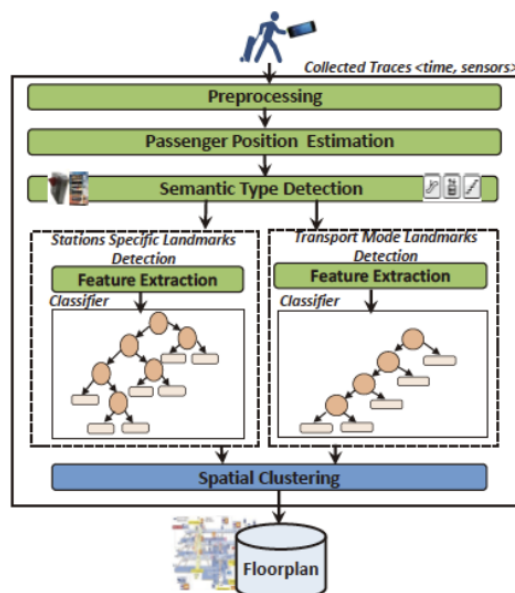 Collected Traces <time, sensors>
Preprocessing
Passenger Position Estimation
Semantic Type Detection
Stations Specific Landmarks
Detection
Feature Extraction
Classifier
Transport Mode Landmarks
Detection
Feature Extraction
Classifier
Spatial Clustering
Floorplan